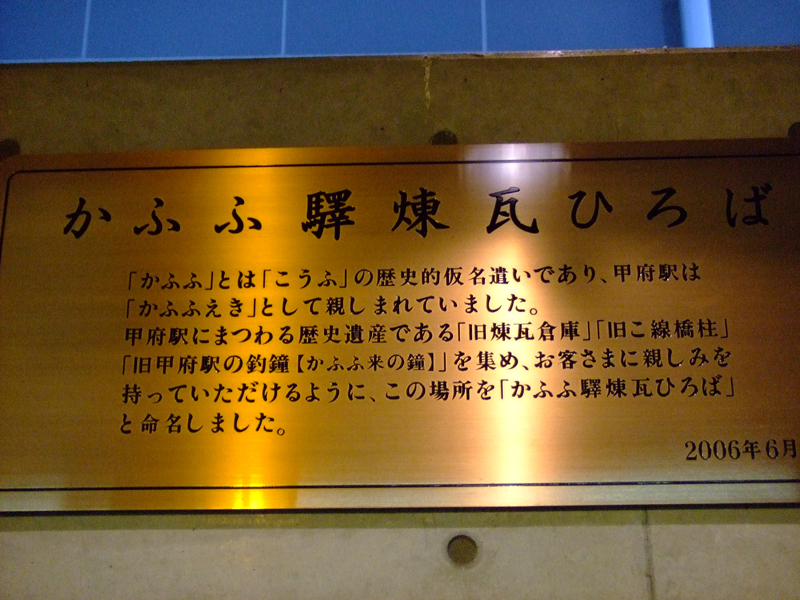 かふふ驛煉瓦ひろば
「かふふ」とは「こうふ」の歴史的仮名遣いであり、甲府駅は
「かふふえき」として親しまれていました。
甲府駅にまつわる歴史遺産である「旧煉瓦倉庫」「旧こ線橋柱」
「旧甲府駅の釣鐘【かふふ来の鐘】」を集め、お客さまに親しみを
持っていただけるように、この場所を「かふふ驛煉瓦ひろば」
と命名しました。
2006年6月